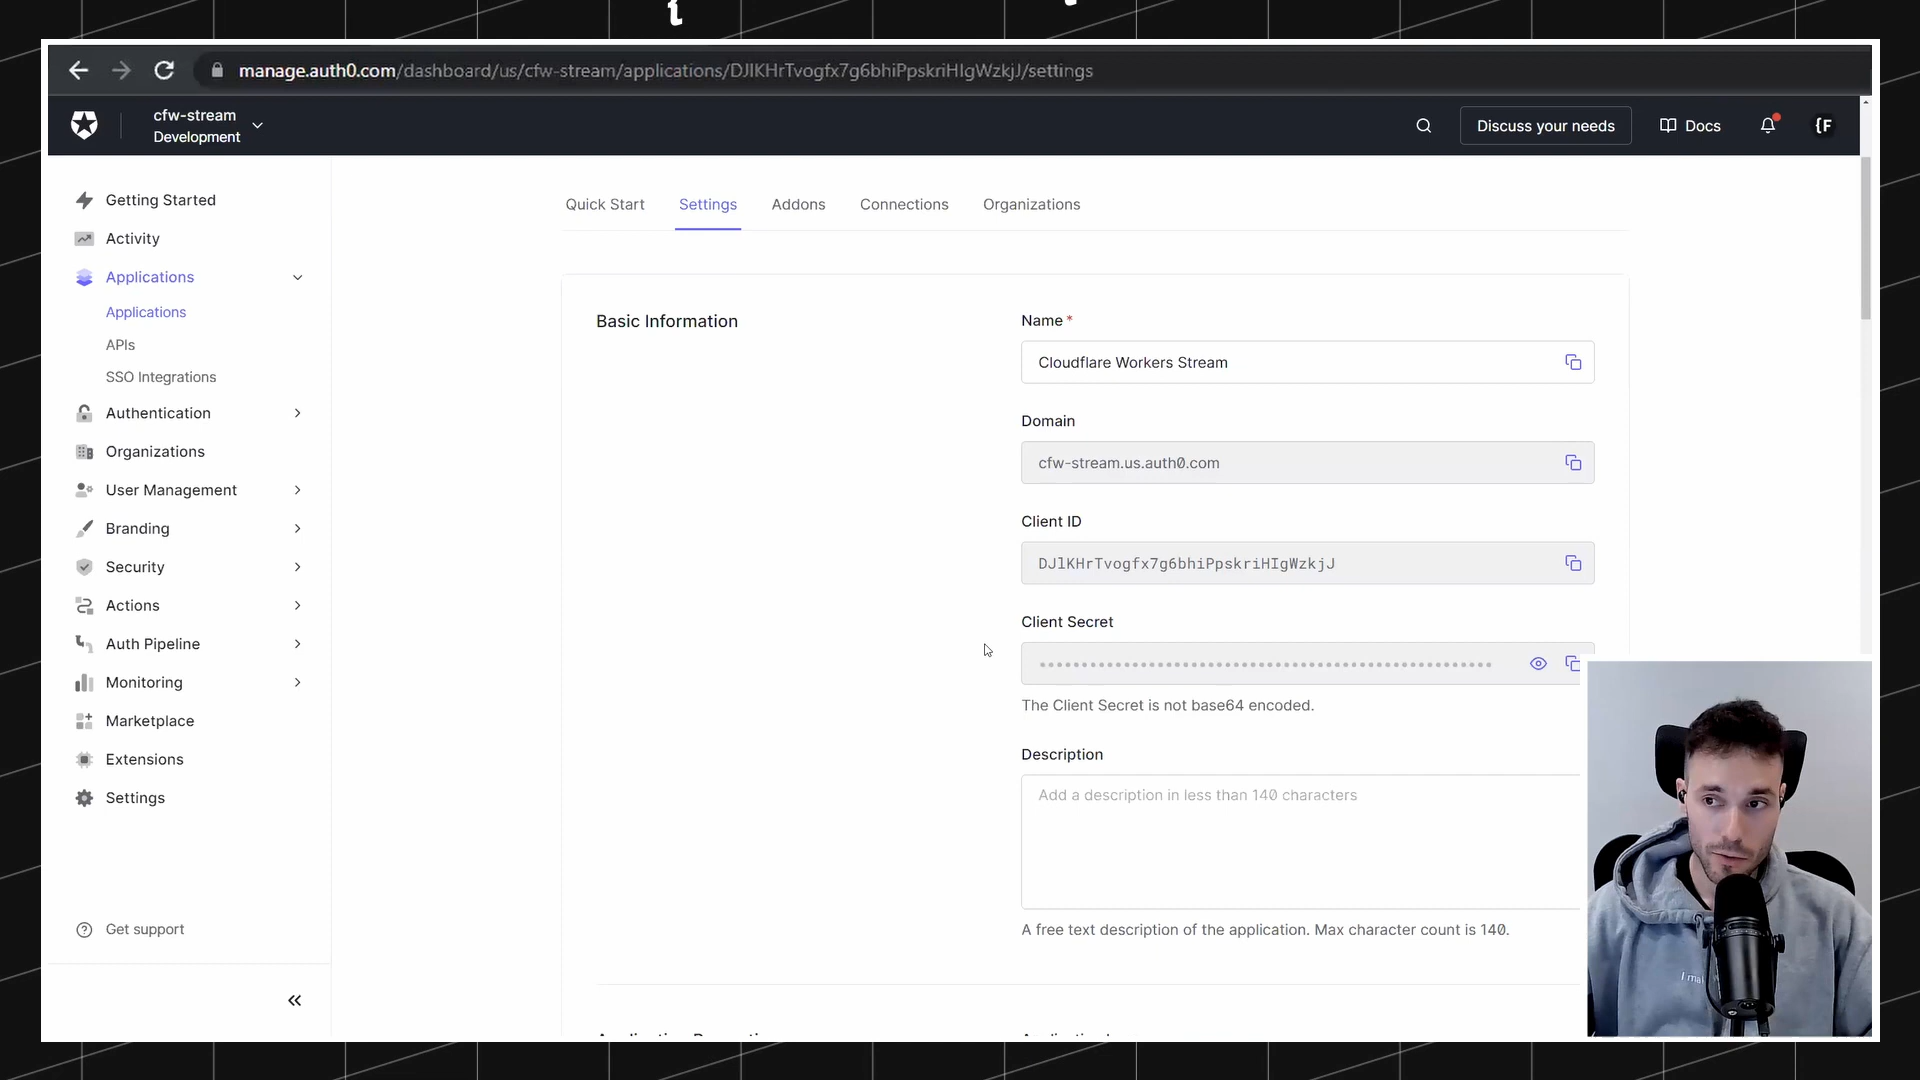 manage.auth0.com/dashboard/us/cfw-stream/applications/DJlKHrTvogfx7g6bhiPpskriHIgWzkjJ/settings
cfw-stream
Development
Discuss your needs
Docs
{F
Getting Started
Activity
Applications
Applications
APIs
SSO Integrations
Authentication
Organizations
User Management
Branding
Security
Actions
Auth Pipeline
Monitoring
Marketplace
Extensions
Settings
Get support
Quick Start
Settings
Addons
Connections
Organizations
Basic Information
Name *
Cloudflare Workers Stream
Domain
cfw-stream.us.auth0.com
Client ID
DJlKHrTvogfx7g6bhiPpskriHIgWzkjJ
Client Secret
The Client Secret is not base64 encoded.
Description
Add a description in less than 140 characters
A free text description of the application. Max character count is 140.